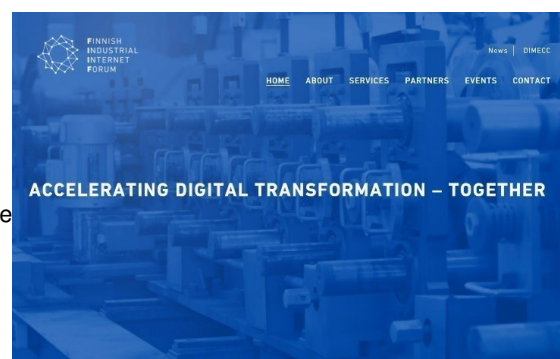 FINNISH
INDUSTRIAL
INTERNET
FORUM
News | DIMECC
HOME ABOUT SERVICES PARTNERS EVENTS CONTACT
ACCELERATING DIGITAL TRANSFORMATION – TOGETHER
e